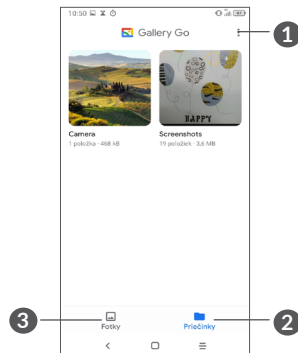 10:50
Gallery Go
1
HAPPY
Camera
Screenshots
1 položka · 468 kB
19 položiek · 3,6 MB
3
Fotky
Priečinky
2